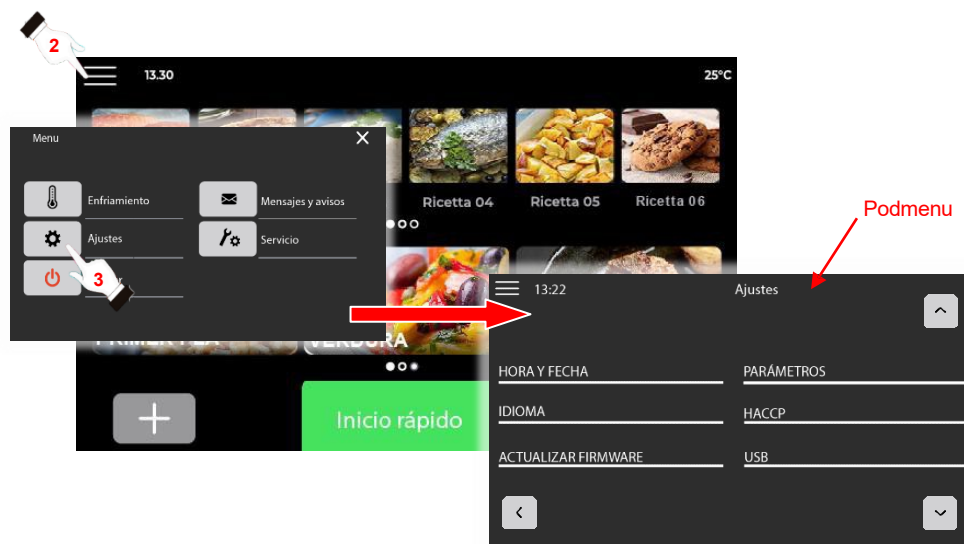 2
13.30
25°C
Menu
Enfriamiento
Mensajes y avisos
Ajustes
Servicio
3
Ricetta 04
Ricetta 05
Ricetta 06
Podmenu
VERDURA
Inicio rápido
13:22
Ajustes
HORA Y FECHA
PARÁMETROS
IDIOMA
HACCP
ACTUALIZAR FIRMWARE
USB